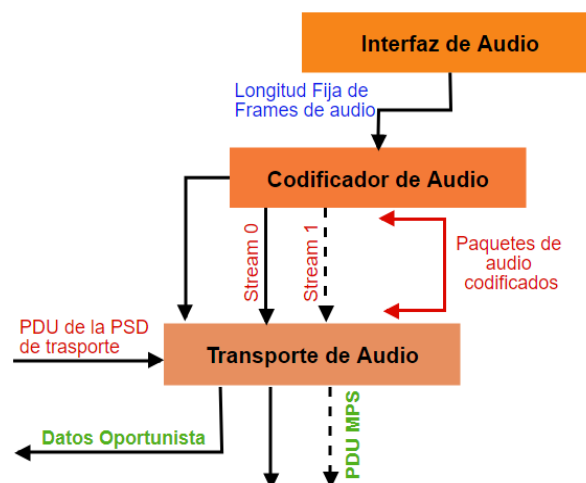 Interfaz de Audio
Longitud Fija de
Frames de audio
Codificador de Audio
Stream 0
Stream 1
Paquetes de
audio
codificados
PDU de la PSD
de trasporte
Transporte de Audio
Datos Oportunista
PDU MPS